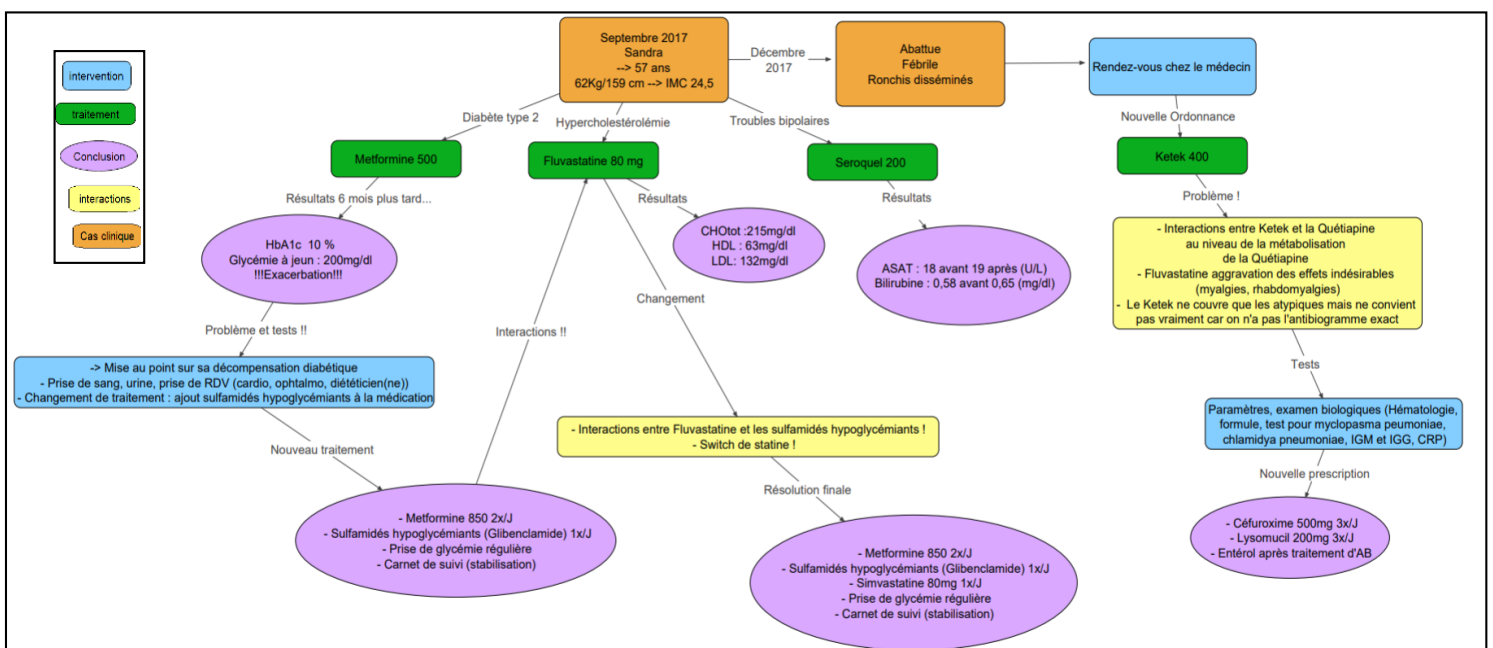 intervention
traitement
Conclusion
interactions
Cas clinique
Septembre 2017
Sandra
--> 57 ans
62Kg/159 cm --> IMC 24,5
Décembre
2017
Abattue
Fébrile
Ronchis disséminés
Rendez-vous chez le médecin
Diabète type 2
Hypercholestérolémie
Troubles bipolaires
Nouvelle Ordonnance
Metformine 500
Fluvastatine 80 mg
Seroquel 200
Ketek 400
Résultats 6 mois plus tard...
Résultats
Résultats
Problème !
HbA1c 10 %
Glycémie à jeun : 200mg/dl
!!!Exacerbation!!!
CHOtot :215mg/dl
HDL : 63mg/dl
LDL: 132mg/dl
ASAT : 18 avant 19 après (U/L)
Bilirubine : 0,58 avant 0,65 (mg/dl)
- Interactions entre Ketek et la Quétiapine
au niveau de la métabolisation
de la Quétiapine
- Fluvastatine aggravation des effets indésirables
(myalgies, rhabdomyalgies)
- Le Ketek ne couvre que les atypiques mais ne convient
pas vraiment car on n'a pas l'antibiogramme exact
Problème et tests !!
Interactions !!
Changement
Tests
-> Mise au point sur sa décompensation diabétique
- Prise de sang, urine, prise de RDV (cardio, ophtalmo, diététicien(ne))
- Changement de traitement : ajout sulfamidés hypoglycémiants à la médication
- Interactions entre Fluvastatine et les sulfamidés hypoglycémiants !
- Switch de statine !
Paramètres, examen biologiques (Hématologie,
formule, test pour myclopasma peumoniae,
chlamidya pneumoniae, IGM et IGG, CRP)
Nouveau traitement
Résolution finale
Nouvelle prescription
- Metformine 850 2x/J
- Sulfamidés hypoglycémiants (Glibenclamide) 1x/J
- Prise de glycémie régulière
- Carnet de suivi (stabilisation)
- Metformine 850 2x/J
- Sulfamidés hypoglycémiants (Glibenclamide) 1x/J
- Simvastatine 80mg 1x/J
- Prise de glycémie régulière
- Carnet de suivi (stabilisation)
- Céfuroxime 500mg 3x/J
- Lysomucil 200mg 3x/J
- Entérol après traitement d'AB